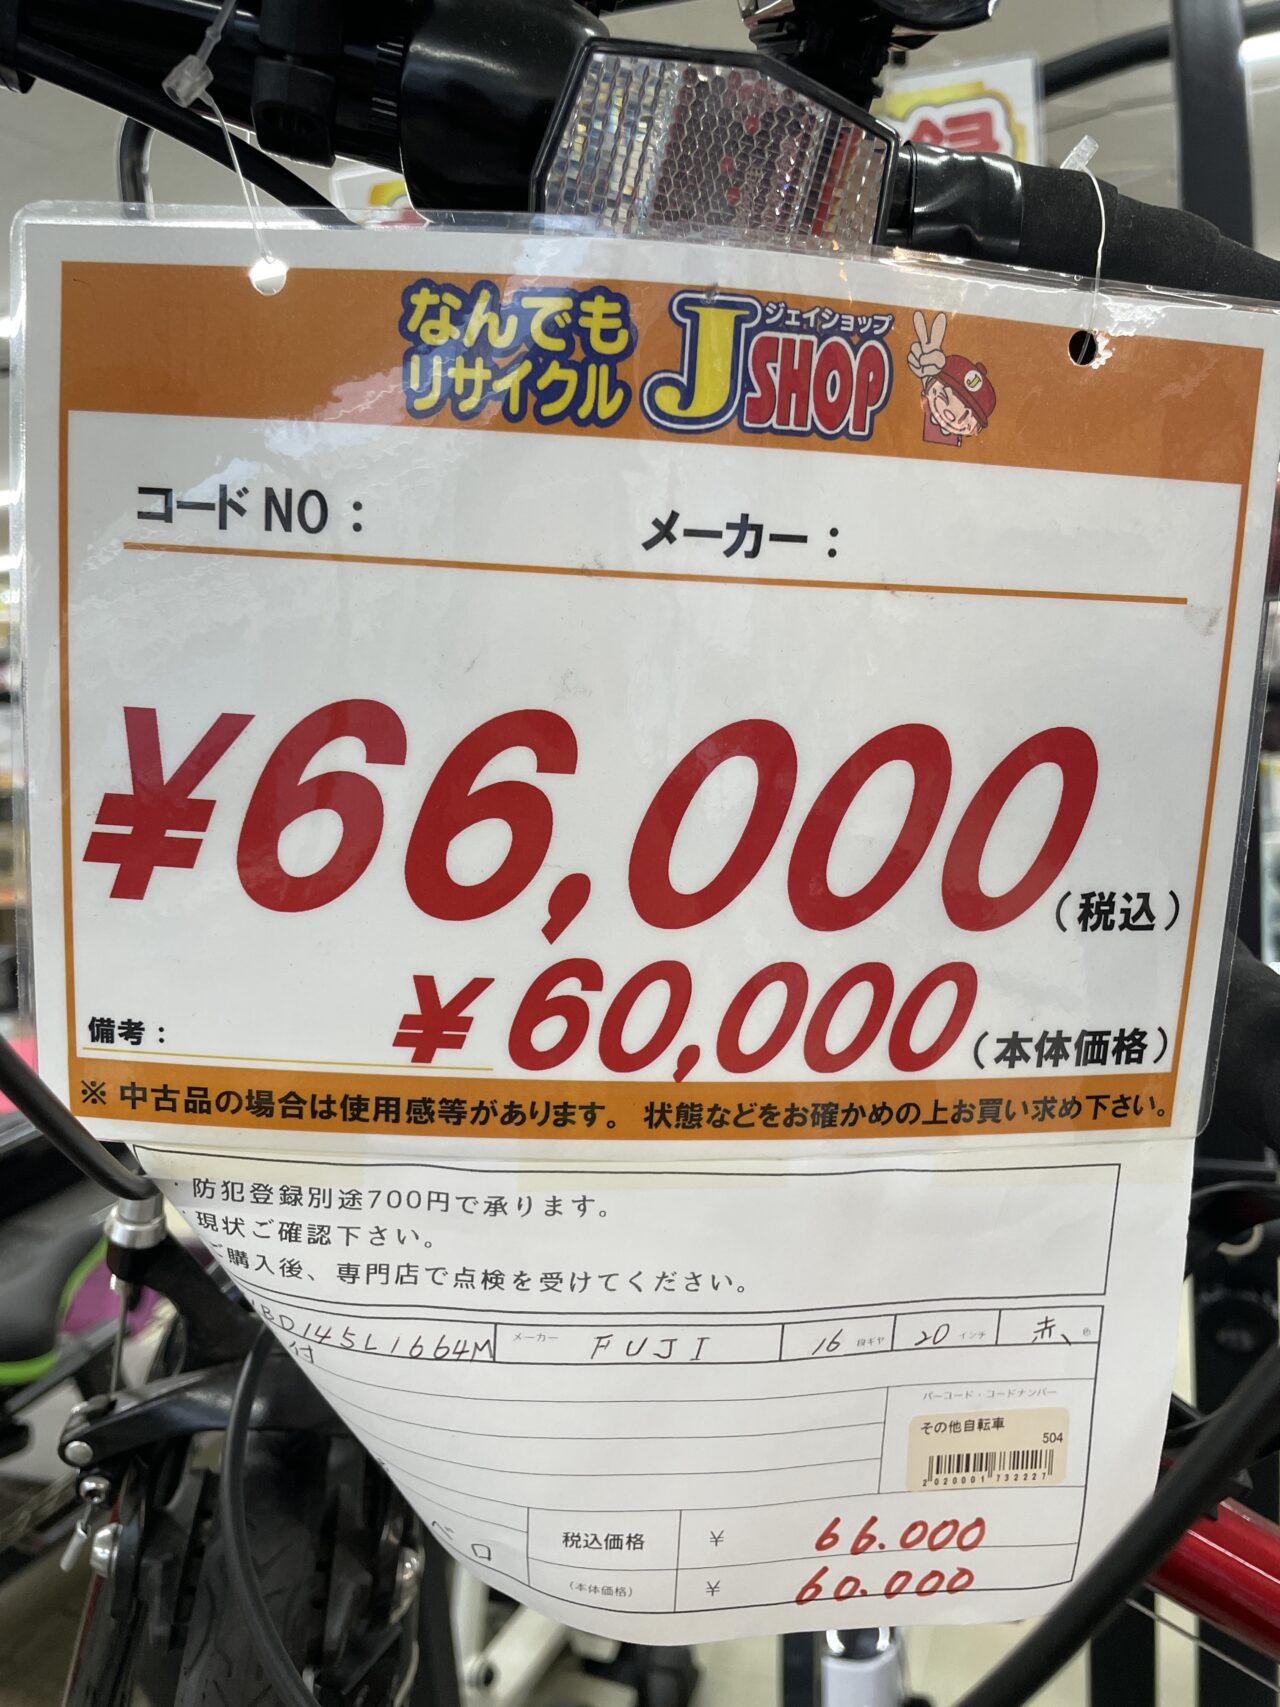 なんでも
リサイクル
ジェイショップ
J SHOP
コードNO： メーカー：
¥66,000（税込）
¥60,000（本体価格）
備考：
※ 中古品の場合は使用感等があります。 状態などをお確かめの上お買い求め下さい。
・防犯登録別途700円で承ります。
・現状ご確認下さい。
ご購入後、専門店で点検を受けてください。
BD145L1664M メーカー FUJI 16 段ギヤ 20 インチ 赤 色
付
バーコード・コードナンバー
その他自転車
504
2020001732227
ベロ
税込価格 ¥ 66.000
（本体価格） ¥ 60.000